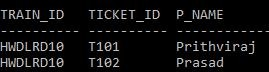 TRAIN_ID TICKET_ID P_NAME
---------- ---------- ----------
HWDLRD10 T101 Prithviraj
HWDLRD10 T102 Prasad